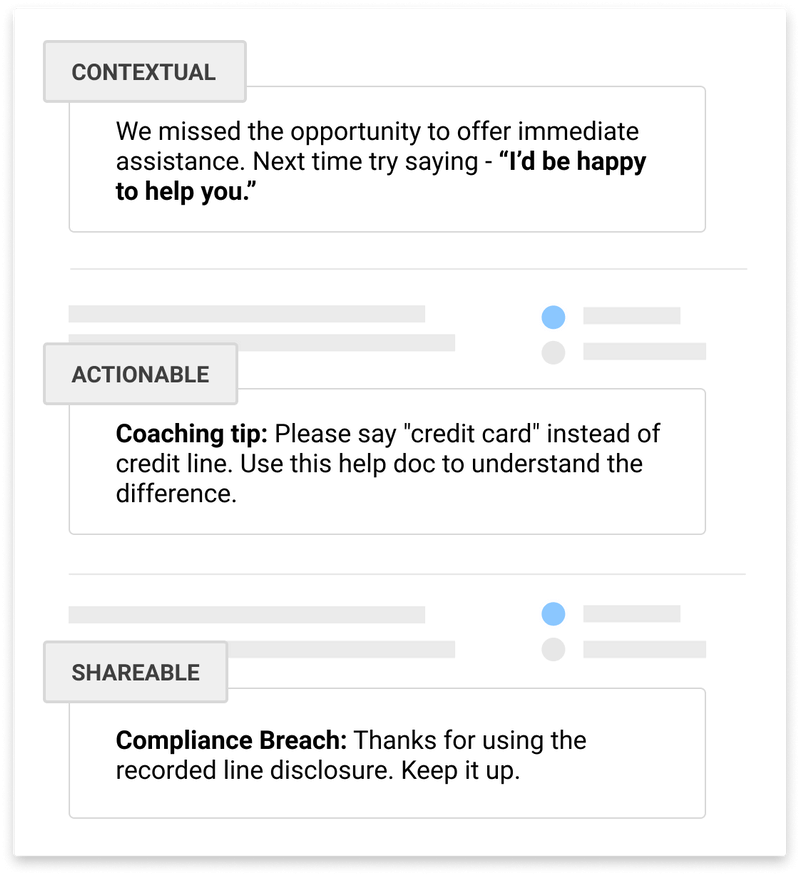 CONTEXTUAL
We missed the opportunity to offer immediate
assistance. Next time try saying - “I’d be happy
to help you.”
ACTIONABLE
Coaching tip: Please say "credit card" instead of
credit line. Use this help doc to understand the
difference.
SHAREABLE
Compliance Breach: Thanks for using the
recorded line disclosure. Keep it up.